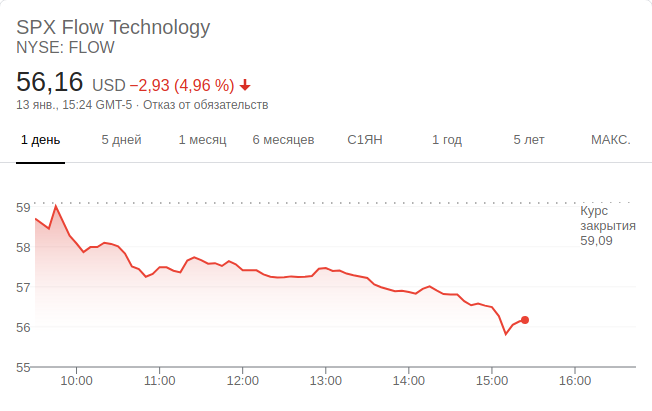 SPX Flow Technology
NYSE: FLOW
56,16 USD −2,93 (4,96 %)
13 янв., 15:24 GMT-5 · Отказ от обязательств
1 день 5 дней 1 месяц 6 месяцев С1ЯН 1 год 5 лет МАКС.
59
Курс
закрытия
59,09
58
57
56
55
10:00 11:00 12:00 13:00 14:00 15:00 16:00